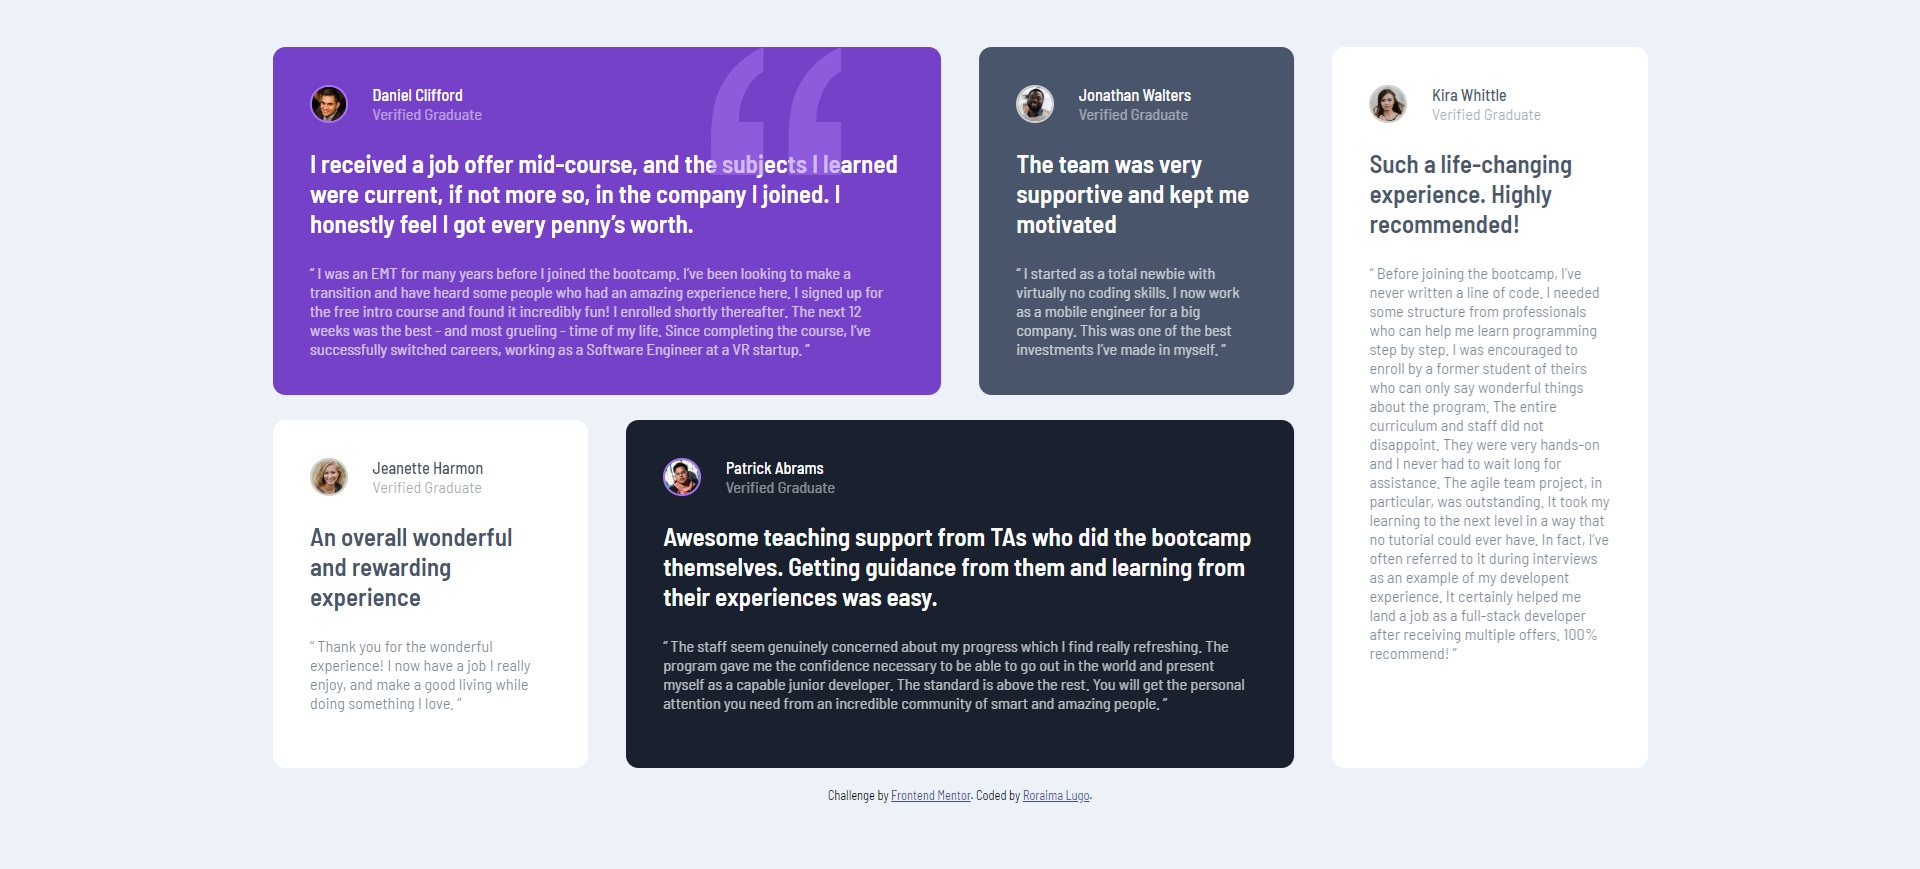 Daniel Clifford
Verified Graduate
I received a job offer mid-course, and the subjects I learned
were current, if not more so, in the company I joined. I
honestly feel I got every penny’s worth.
“ I was an EMT for many years before I joined the bootcamp. I’ve been looking to make a
transition and have heard some people who had an amazing experience here. I signed up for
the free intro course and found it incredibly fun! I enrolled shortly thereafter. The next 12
weeks was the best - and most grueling - time of my life. Since completing the course, I’ve
successfully switched careers, working as a Software Engineer at a VR startup. ”
Jonathan Walters
Verified Graduate
The team was very
supportive and kept me
motivated
“ I started as a total newbie with
virtually no coding skills. I now work
as a mobile engineer for a big
company. This was one of the best
investments I’ve made in myself. ”
Kira Whittle
Verified Graduate
Such a life-changing
experience. Highly
recommended!
“ Before joining the bootcamp, I’ve
never written a line of code. I needed
some structure from professionals
who can help me learn programming
step by step. I was encouraged to
enroll by a former student of theirs
who can only say wonderful things
about the program. The entire
curriculum and staff did not
disappoint. They were very hands-on
and I never had to wait long for
assistance. The agile team project, in
particular, was outstanding. It took my
learning to the next level in a way that
no tutorial could ever have. In fact, I’ve
often referred to it during interviews
as an example of my developent
experience. It certainly helped me
land a job as a full-stack developer
after receiving multiple offers. 100%
recommend! ”
Jeanette Harmon
Verified Graduate
An overall wonderful
and rewarding
experience
“ Thank you for the wonderful
experience! I now have a job I really
enjoy, and make a good living while
doing something I love. ”
Patrick Abrams
Verified Graduate
Awesome teaching support from TAs who did the bootcamp
themselves. Getting guidance from them and learning from
their experiences was easy.
“ The staff seem genuinely concerned about my progress which I find really refreshing. The
program gave me the confidence necessary to be able to go out in the world and present
myself as a capable junior developer. The standard is above the rest. You will get the personal
attention you need from an incredible community of smart and amazing people. ”
Challenge by Frontend Mentor. Coded by Roraima Lugo.